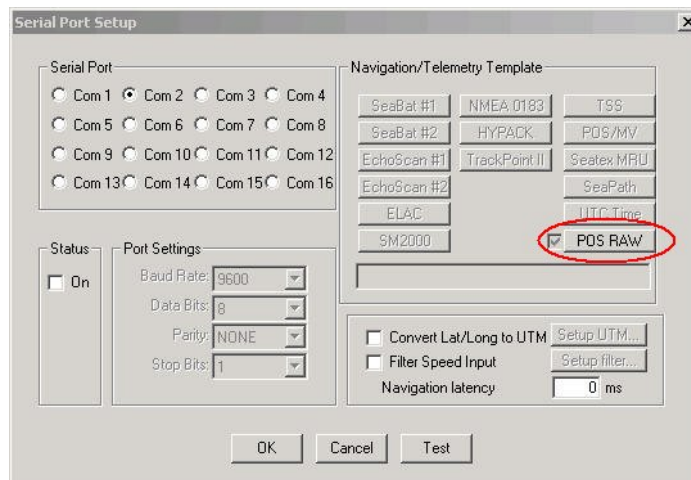 Serial Port Setup
Serial Port
Com 1 Com 2 Com 3 Com 4
Com 5 Com 6 Com 7 Com 8
Com 9 Com 10 Com 11 Com 12
Com 13 Com 14 Com 15 Com 16
Status
On
Port Settings
Baud Rate: 9600
Data Bits: 8
Parity: NONE
Stop Bits: 1
Navigation/Telemetry Template
SeaBat #1 NMEA 0183 TSS
SeaBat #2 HYPACK POS/MV
EchoScan #1 TrackPoint II Seatex MRU
EchoScan #2 SeaPath
ELAC UTC Time
SM2000 POS RAW
Convert Lat/Long to UTM Setup UTM...
Filter Speed Input Setup filter...
Navigation latency 0 ms
OK Cancel Test